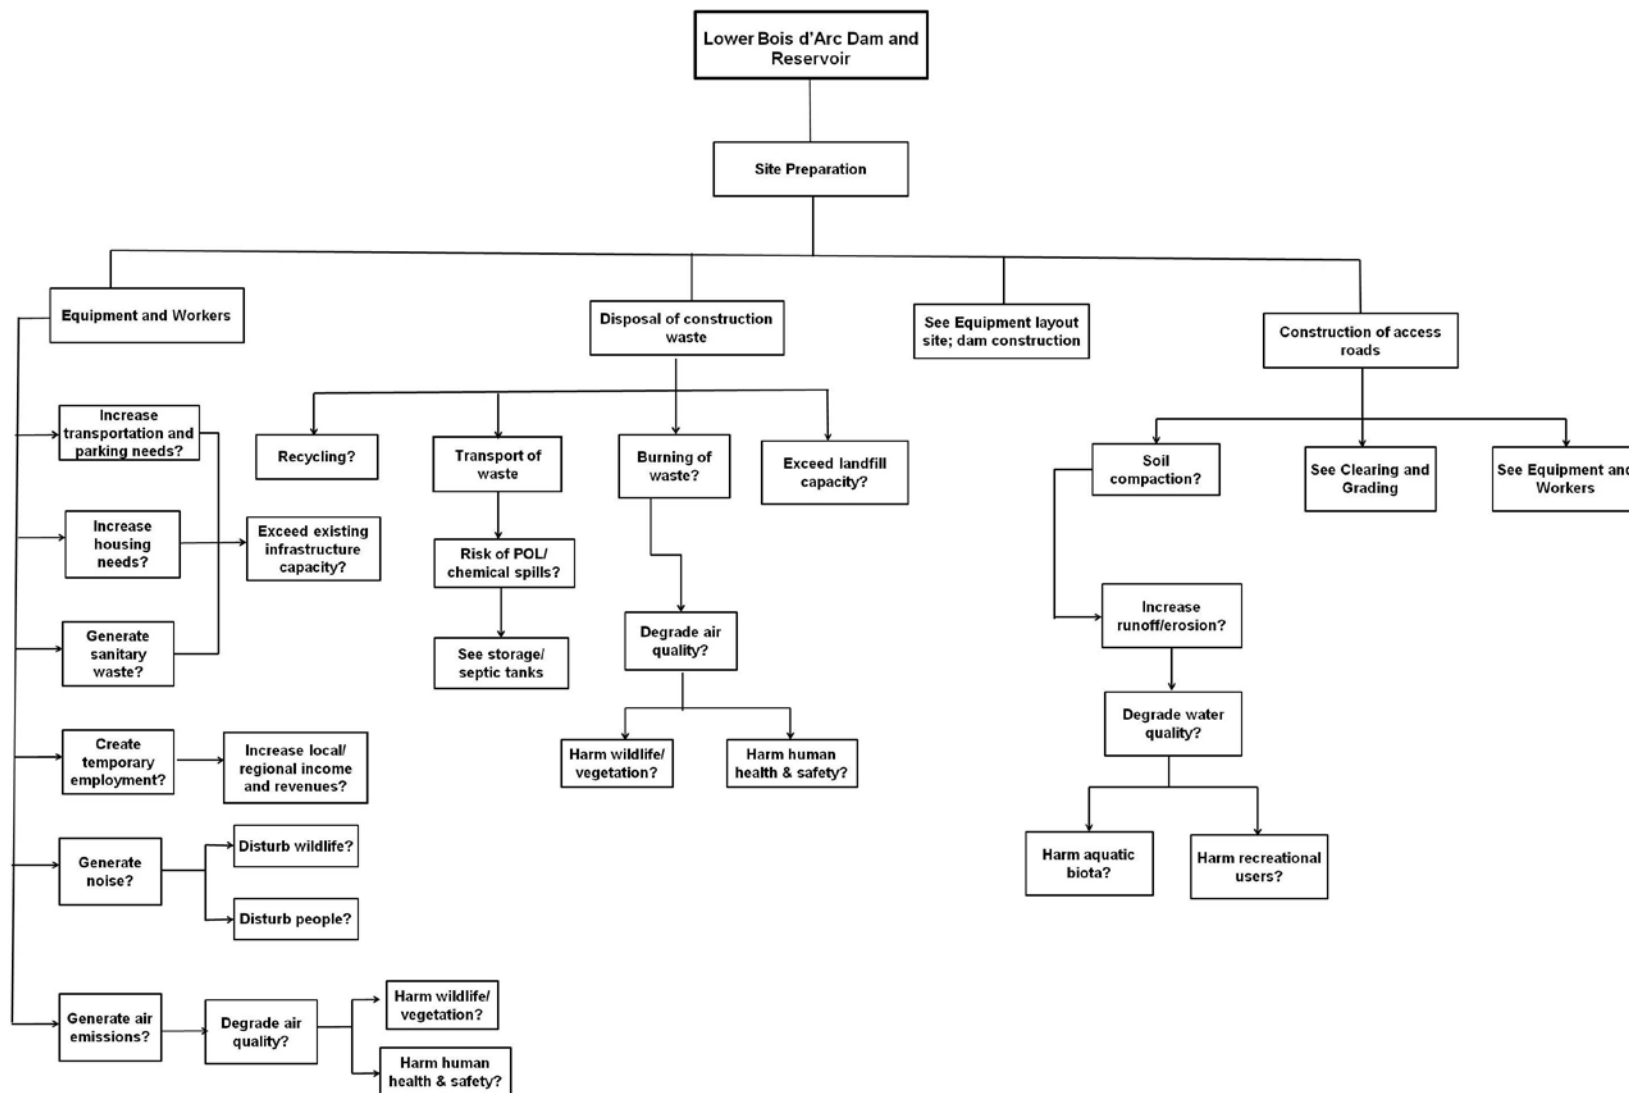 Lower Bois d'Arc Dam and
Reservoir
Site Preparation
Equipment and Workers
Disposal of construction
waste
See Equipment layout
site; dam construction
Construction of access
roads
Increase
transportation and
parking needs?
Increase
housing
needs?
Generate
sanitary
waste?
Exceed existing
infrastructure
capacity?
Create
temporary
employment?
Increase local/
regional income
and revenues?
Generate
noise?
Disturb wildlife?
Disturb people?
Generate air
emissions?
Degrade air
quality?
Harm wildlife/
vegetation?
Harm human
health & safety?
Recycling?
Transport of
waste
Risk of POL/
chemical spills?
See storage/
septic tanks
Burning of
waste?
Degrade air
quality?
Harm wildlife/
vegetation?
Harm human
health & safety?
Exceed landfill
capacity?
Soil
compaction?
Increase
runoff/erosion?
Degrade water
quality?
Harm aquatic
biota?
Harm recreational
users?
See Clearing and
Grading
See Equipment and
Workers